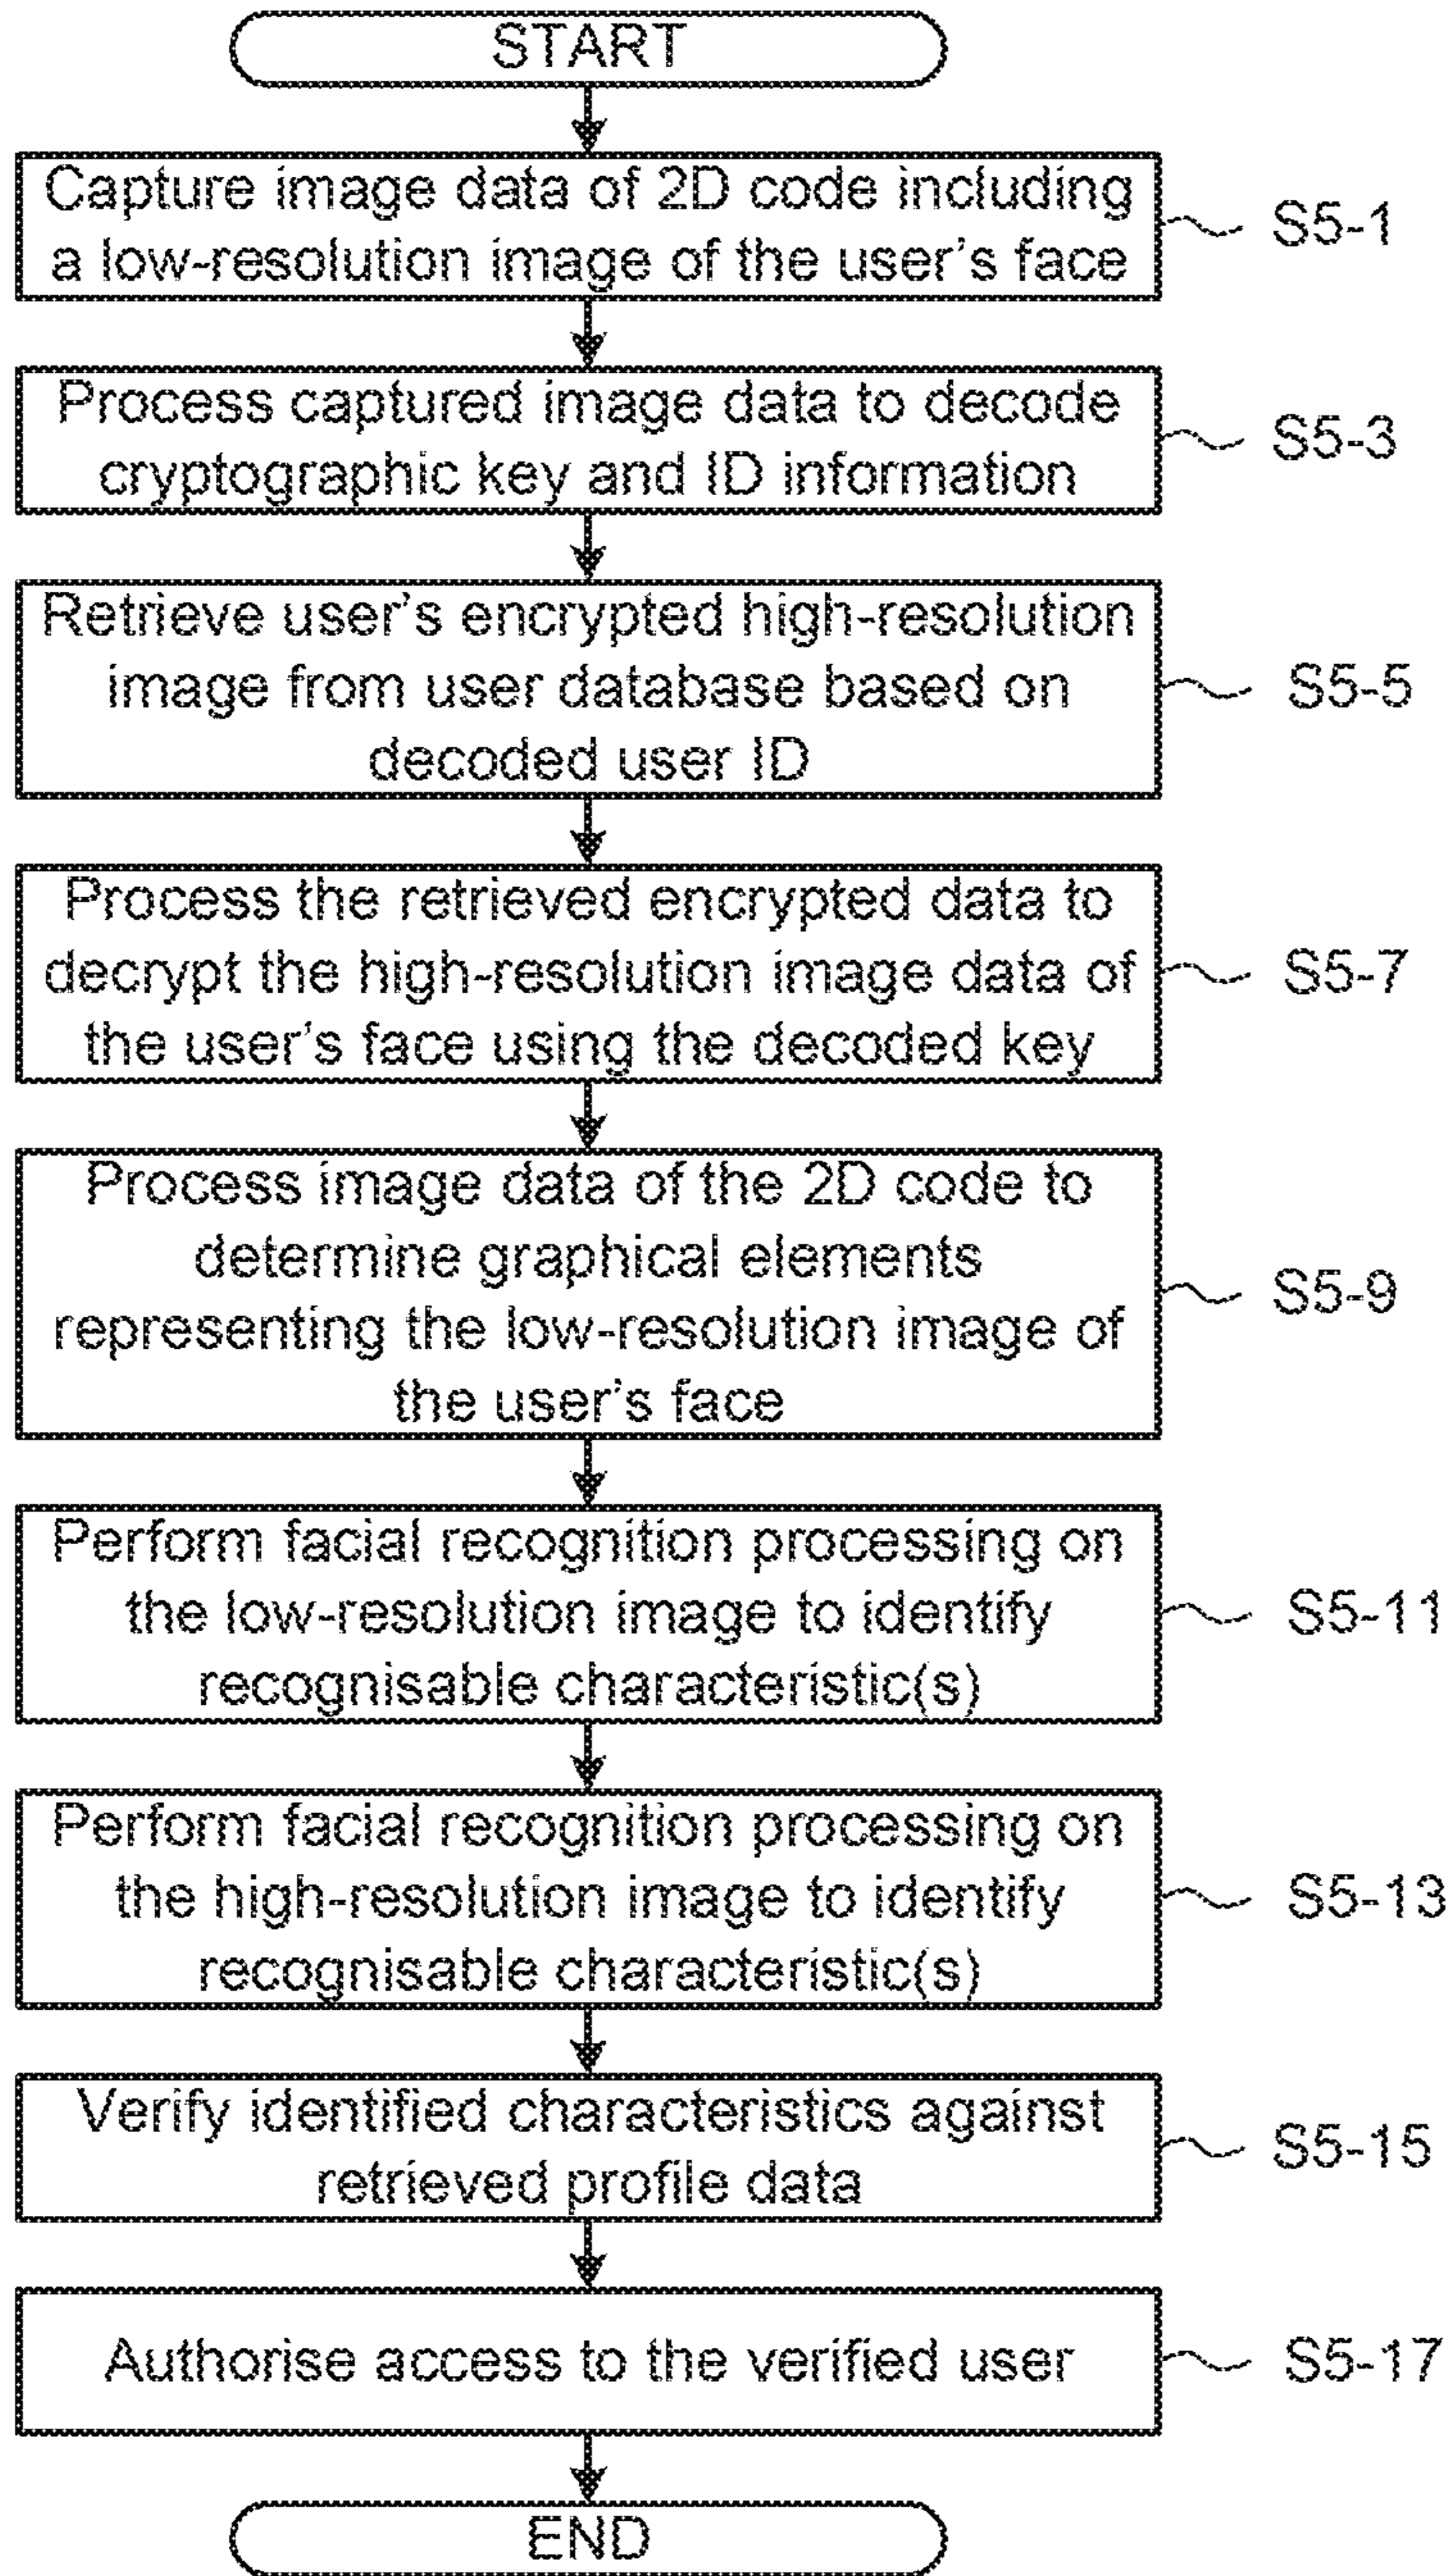 START
Capture image data of 2D code including
a low-resolution image of the user's face
S5-1
Process captured image data to decode
cryptographic key and ID information
S5-3
Retrieve user's encrypted high-resolution
image from user database based on
decoded user ID
S5-5
Process the retrieved encrypted data to
decrypt the high-resolution image data of
the user's face using the decoded key
S5-7
Process image data of the 2D code to
determine graphical elements
representing the low-resolution image of
the user's face
S5-9
Perform facial recognition processing on
the low-resolution image to identify
recognisable characteristic(s)
S5-11
Perform facial recognition processing on
the high-resolution image to identify
recognisable characteristic(s)
S5-13
Verify identified characteristics against
retrieved profile data
S5-15
Authorise access to the verified user
S5-17
END